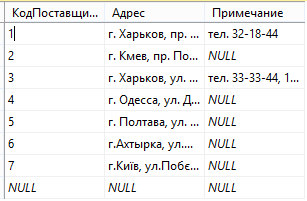 КодПоставщи... Адрес Примечание
1 г. Харьков, пр. ... тел. 32-18-44
2 г. Кмев, пр. По... NULL
3 г. Харьков, ул. ... тел. 33-33-44, 1...
4 г. Одесса, ул. Д... NULL
5 г. Полтава, ул. ... NULL
6 г.Ахтырка, ул.... NULL
7 г.Київ, ул.Побє... NULL
NULL NULL NULL